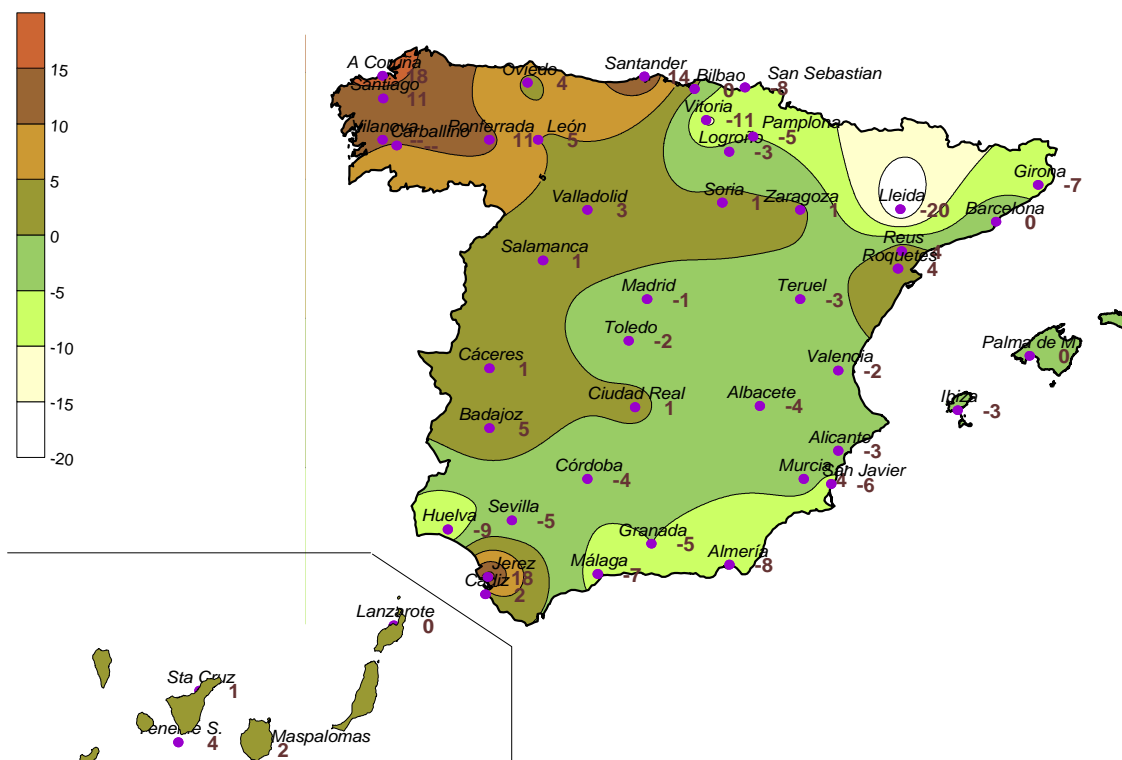 15
10
5
0
-5
-10
-15
-20
A Coruña 18
Santiago 11
Oviedo 4
Santander 14
Bilbao 0
San Sebastian -8
Vitoria -11
Pamplona -5
Vilanova --
Carballino --
Ponferrada 11
León 5
Logroño -3
Girona -7
Valladolid 3
Soria 1
Zaragoza 1
Lleida -20
Barcelona 0
Salamanca 1
Reus 4
Roquetes 4
Madrid -1
Teruel -3
Toledo -2
Palma de M. 0
Cáceres 1
Valencia -2
Ciudad Real 1
Albacete -4
Ibiza -3
Badajoz 5
Alicante -3
Córdoba -4
Murcia 4
San Javier -6
Huelva -9
Sevilla -5
Granada -5
Jerez 18
Málaga -7
Almería -8
Cádiz 2
Lanzarote 0
Sta Cruz 1
Tenerife S. 4
Maspalomas 2